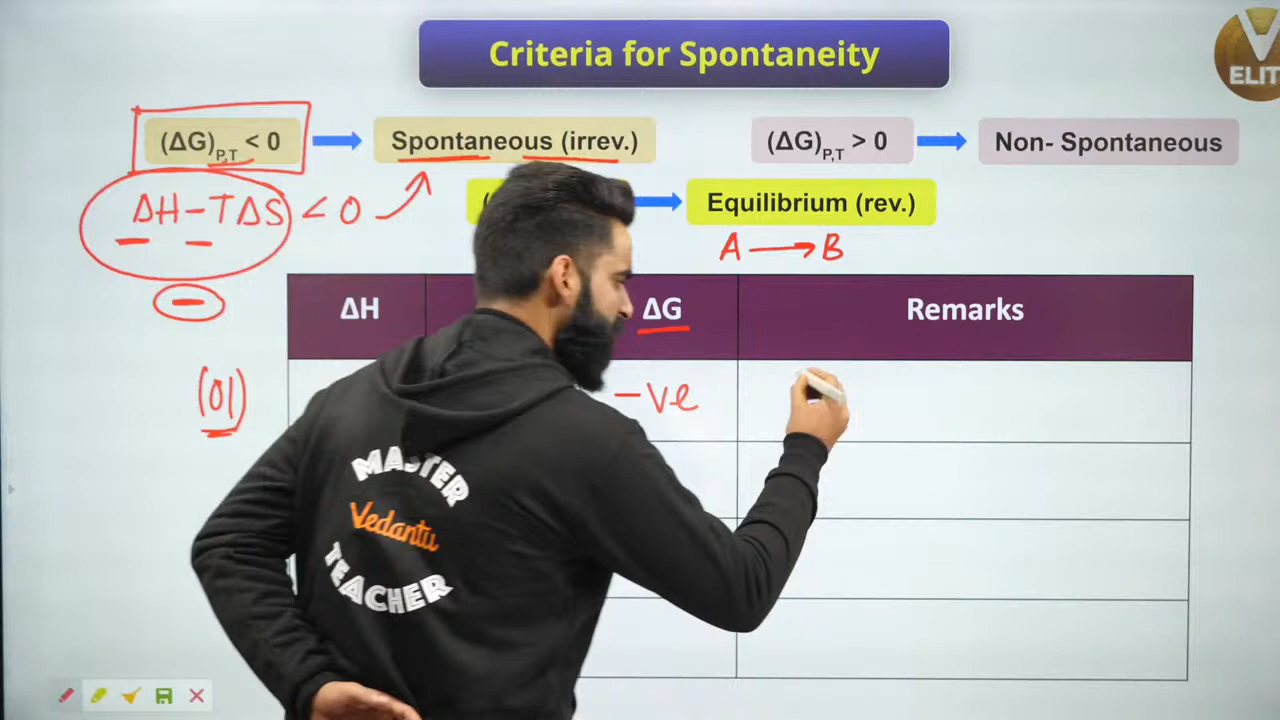 Criteria for Spontaneity
V
ELIT
(ΔG)P,T < 0
Spontaneous (irrev.)
(ΔG)P,T > 0
Non- Spontaneous
ΔH – TΔS < 0
(
Equilibrium (rev.)
A → B
–
ΔH
ΔG
Remarks
(01)
–ve
MASTER
Vedantu
TEACHER